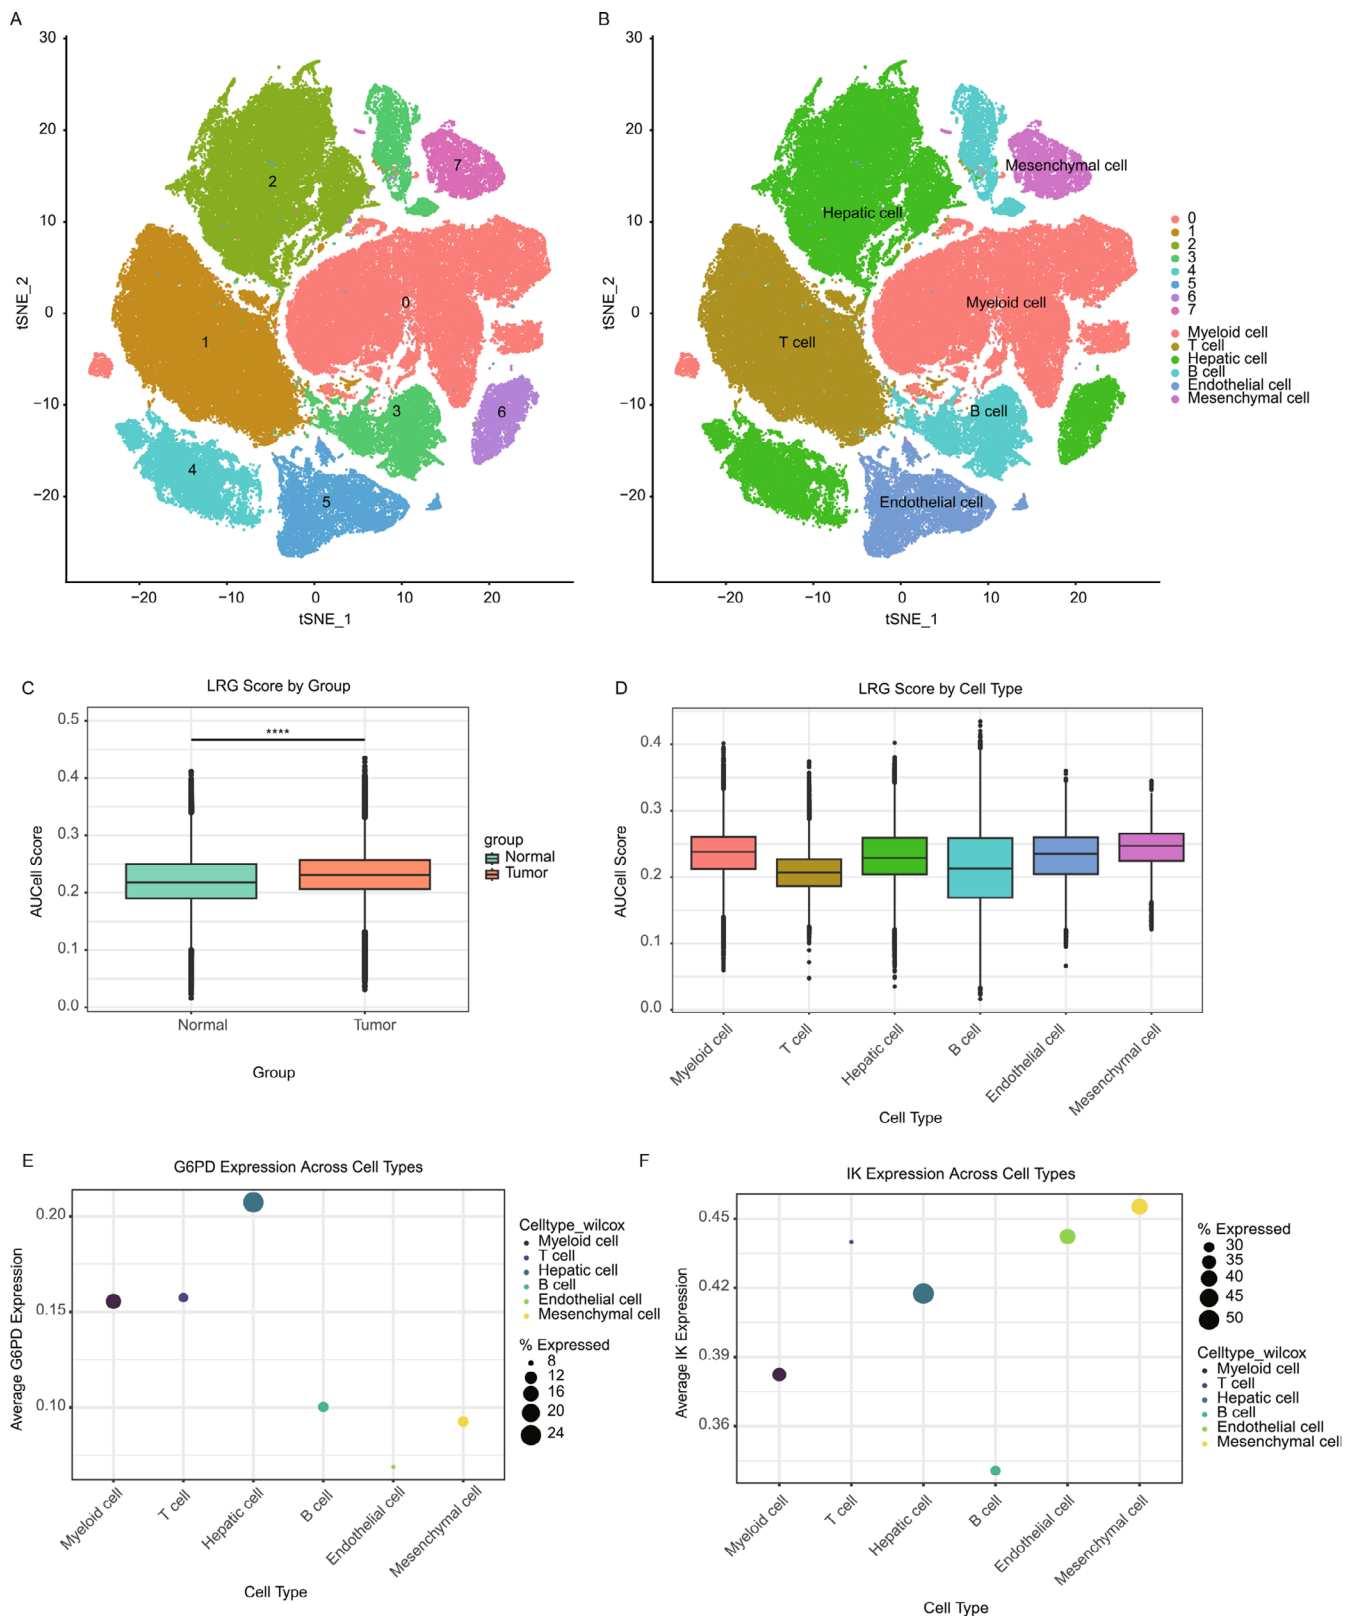 A
B
30
20
10
0
−10
−20
tSNE_2
−20
−10
0
10
20
tSNE_1
0
1
2
3
4
5
6
7
30
20
10
0
−10
−20
tSNE_2
−20
−10
0
10
20
tSNE_1
Mesenchymal cell
Hepatic cell
Myeloid cell
T cell
B cell
Endothelial cell
0
1
2
3
4
5
6
7
Myeloid cell
T cell
Hepatic cell
B cell
Endothelial cell
Mesenchymal cell
C
LRG Score by Group
0.5
0.4
0.3
0.2
0.1
0.0
AUCell Score
****
Normal
Tumor
Group
group
Normal
Tumor
D
LRG Score by Cell Type
0.4
0.3
0.2
0.1
0.0
AUCell Score
Myeloid cell
T cell
Hepatic cell
B cell
Endothelial cell
Mesenchymal cell
Cell Type
E
G6PD Expression Across Cell Types
0.20
0.15
0.10
Average G6PD Expression
Myeloid cell
T cell
Hepatic cell
B cell
Endothelial cell
Mesenchymal cell
Cell Type
Celltype_wilcox
Myeloid cell
T cell
Hepatic cell
B cell
Endothelial cell
Mesenchymal cell
% Expressed
8
12
16
20
24
F
IK Expression Across Cell Types
0.45
0.42
0.39
0.36
Average IK Expression
Myeloid cell
T cell
Hepatic cell
B cell
Endothelial cell
Mesenchymal cell
Cell Type
% Expressed
30
35
40
45
50
Celltype_wilcox
Myeloid cell
T cell
Hepatic cell
B cell
Endothelial cell
Mesenchymal cell